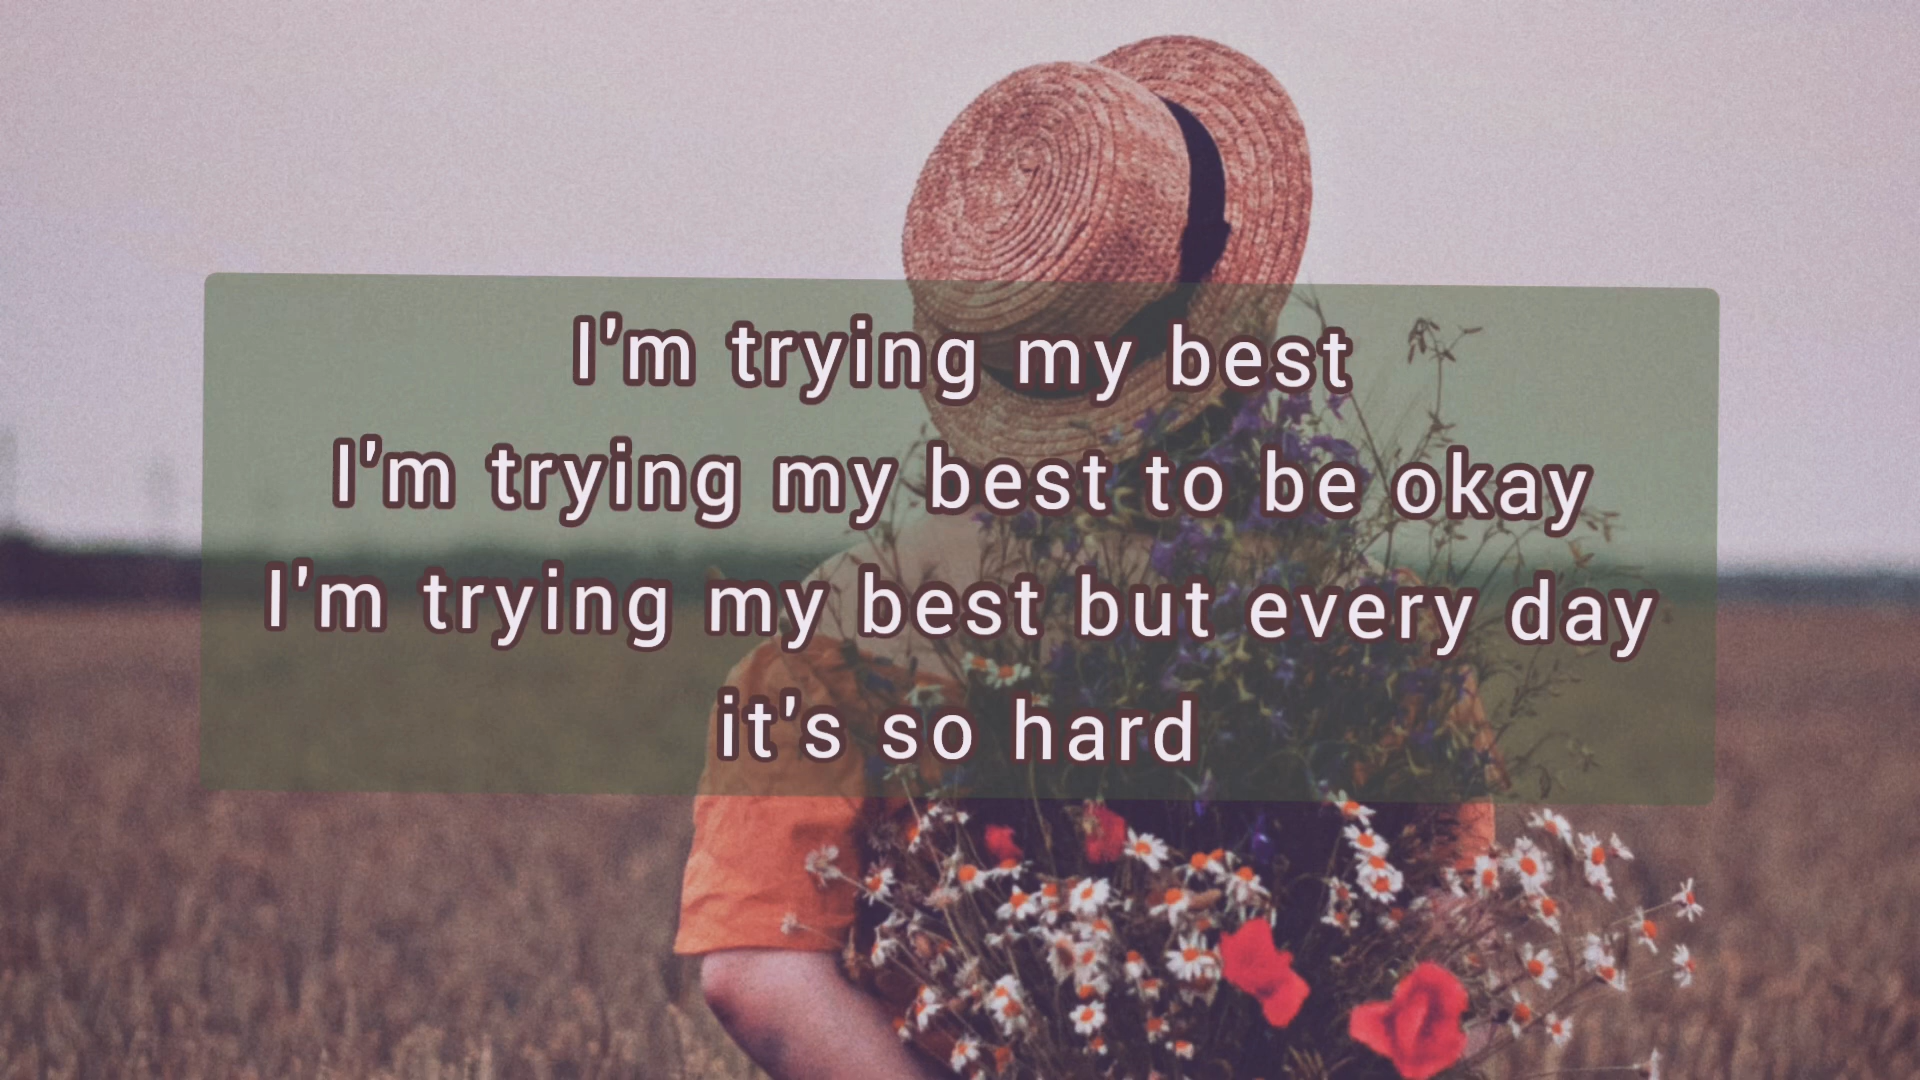 I'm trying my best
I'm trying my best to be okay
I'm trying my best but every day
it's so hard